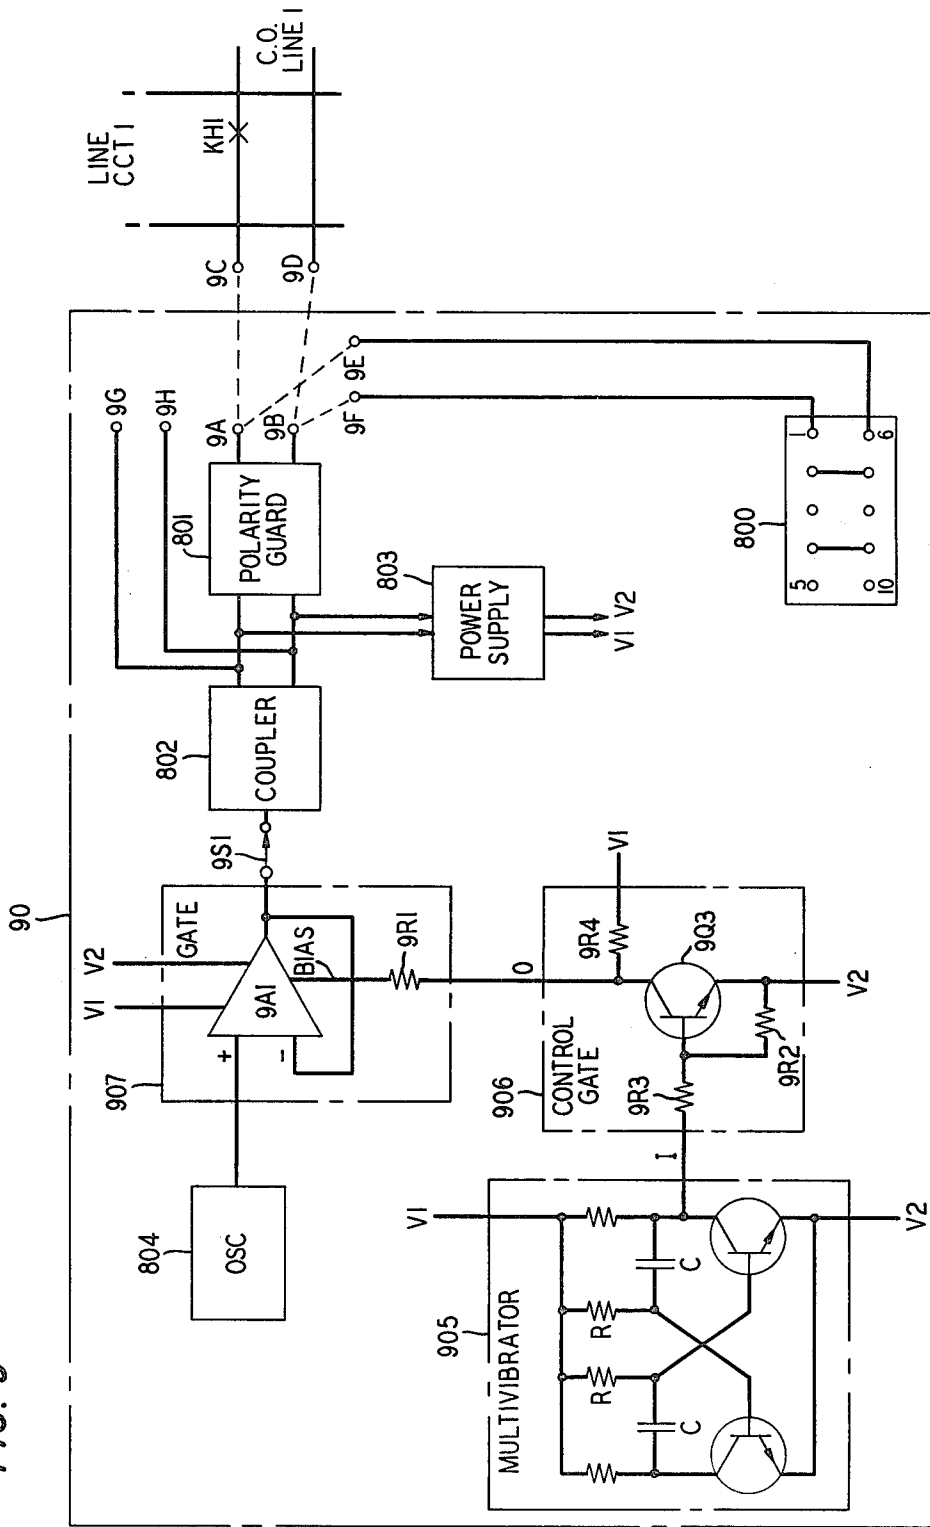 FIG. 9
90
LINE
CCT 1
KH1
C.O.
LINE 1
9C
9D
9G
9H
9A
9B
9E
9F
801
POLARITY
GUARD
802
COUPLER
803
POWER
SUPPLY
V1
V2
9S1
907
GATE
V1
V2
9A1
+
-
BIAS
9R1
804
OSC
O
906
CONTROL
GATE
9R4
V1
9Q3
9R3
9R2
V2
I
905
MULTIVIBRATOR
V1
R
R
C
C
V2
800
5
1
10
6